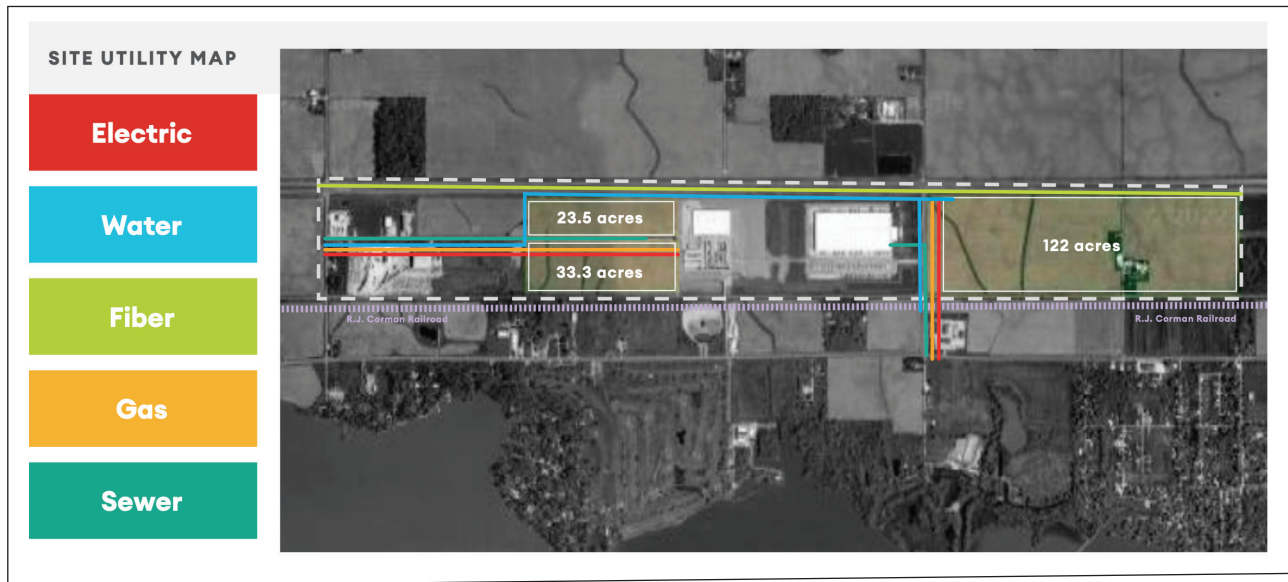 SITE UTILITY MAP
Electric
Water
Fiber
Gas
Sewer
23.5 acres
33.3 acres
122 acres
R.J. Corman Railroad
R.J. Corman Railroad